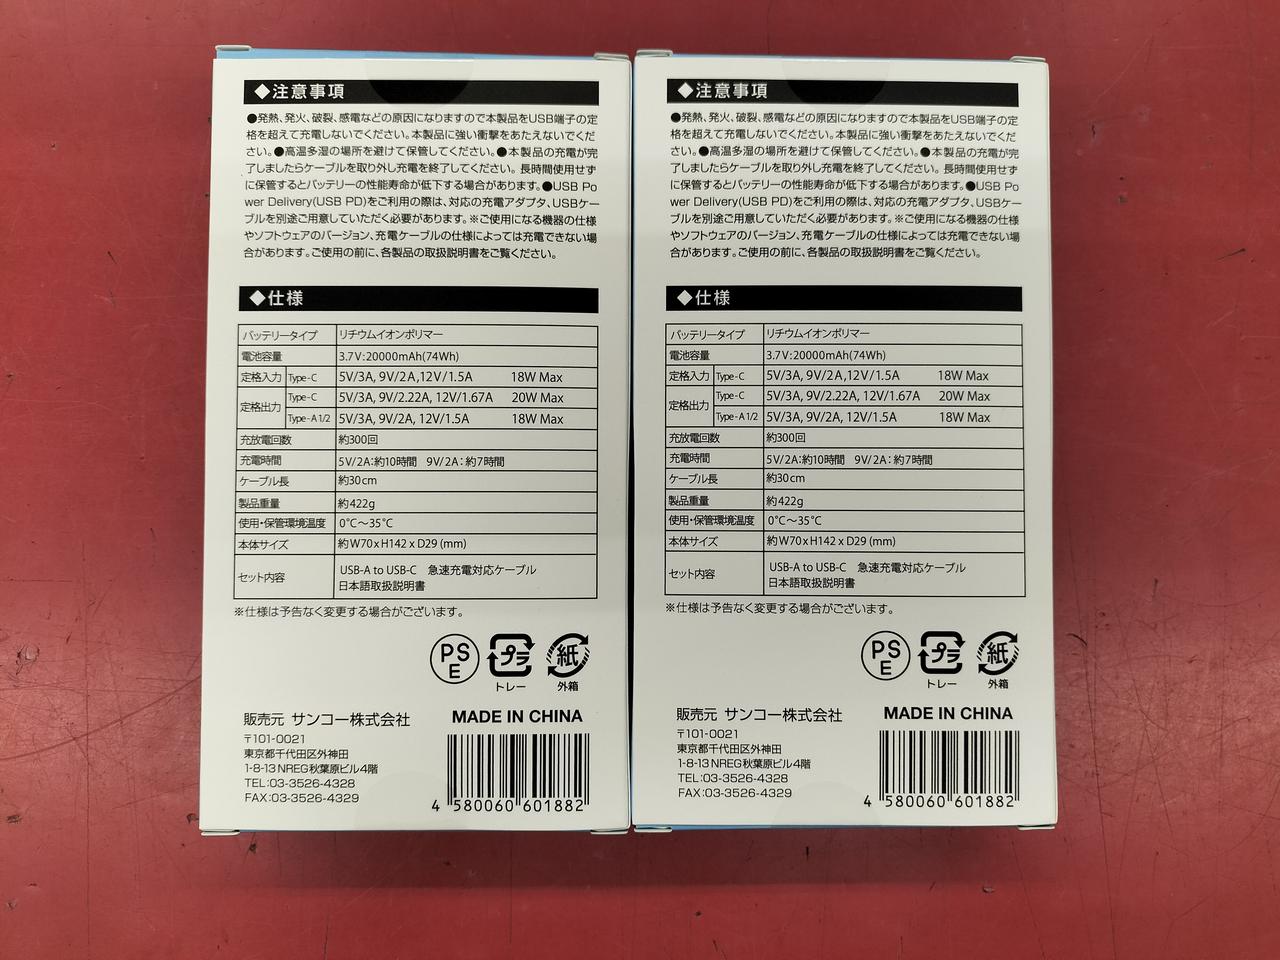 ◆注意事項
●発熱、発火、破裂、感電などの原因になりますので本製品をUSB端子の定
格を超えて充電しないでください。本製品に強い衝撃をあたえないでくだ
さい。●高温多湿の場所を避けて保管してください。●本製品の充電が完
了しましたらケーブルを取り外し充電を終了してください。長時間使用せず
に保管するとバッテリーの性能寿命が低下する場合があります。●USB Po
wer Delivery(USB PD)をご利用の際は、対応の充電アダプタ、USBケー
ブルを別途ご用意していただく必要があります。※ご使用になる機器の仕様
やソフトウェアのバージョン、充電ケーブルの仕様によっては充電できない場
合があります。ご使用の前に、各製品の取扱説明書をご覧ください。
◆仕様
バッテリータイプ リチウムイオンポリマー
電池容量 3.7V:20000mAh(74Wh)
定格入力 Type-C 5V/3A, 9V/2A,12V/1.5A 18W Max
定格出力 Type-C 5V/3A, 9V/2.22A, 12V/1.67A 20W Max
Type-A1/2 5V/3A, 9V/2A, 12V/1.5A 18W Max
充放電回数 約300回
充電時間 5V/2A:約10時間 9V/2A:約7時間
ケーブル長 約30cm
製品重量 約422g
使用・保管環境温度 0℃～35℃
本体サイズ 約W70xH142xD29(mm)
セット内容 USB-A to USB-C 急速充電対応ケーブル
日本語取扱説明書
※仕様は予告なく変更する場合がございます。
PS
E
プラ
トレー
紙
外箱
販売元 サンコー株式会社
〒101-0021
東京都千代田区外神田
1-8-13 NREG秋葉原ビル4階
TEL:03-3526-4328
FAX:03-3526-4329
MADE IN CHINA
4 580060 601882
◆注意事項
●発熱、発火、破裂、感電などの原因になりますので本製品をUSB端子の定
格を超えて充電しないでください。本製品に強い衝撃をあたえないでくだ
さい。●高温多湿の場所を避けて保管してください。●本製品の充電が完
了しましたらケーブルを取り外し充電を終了してください。長時間使用せず
に保管するとバッテリーの性能寿命が低下する場合があります。●USB Po
wer Delivery(USB PD)をご利用の際は、対応の充電アダプタ、USBケー
ブルを別途ご用意していただく必要があります。※ご使用になる機器の仕様
やソフトウェアのバージョン、充電ケーブルの仕様によっては充電できない場
合があります。ご使用の前に、各製品の取扱説明書をご覧ください。
◆仕様
バッテリータイプ リチウムイオンポリマー
電池容量 3.7V:20000mAh(74Wh)
定格入力 Type-C 5V/3A, 9V/2A,12V/1.5A 18W Max
定格出力 Type-C 5V/3A, 9V/2.22A, 12V/1.67A 20W Max
Type-A1/2 5V/3A, 9V/2A, 12V/1.5A 18W Max
充放電回数 約300回
充電時間 5V/2A:約10時間 9V/2A:約7時間
ケーブル長 約30cm
製品重量 約422g
使用・保管環境温度 0℃～35℃
本体サイズ 約W70xH142xD29(mm)
セット内容 USB-A to USB-C 急速充電対応ケーブル
日本語取扱説明書
※仕様は予告なく変更する場合がございます。
PS
E
プラ
トレー
紙
外箱
販売元 サンコー株式会社
〒101-0021
東京都千代田区外神田
1-8-13 NREG秋葉原ビル4階
TEL:03-3526-4328
FAX:03-3526-4329
MADE IN CHINA
4 580060 601882